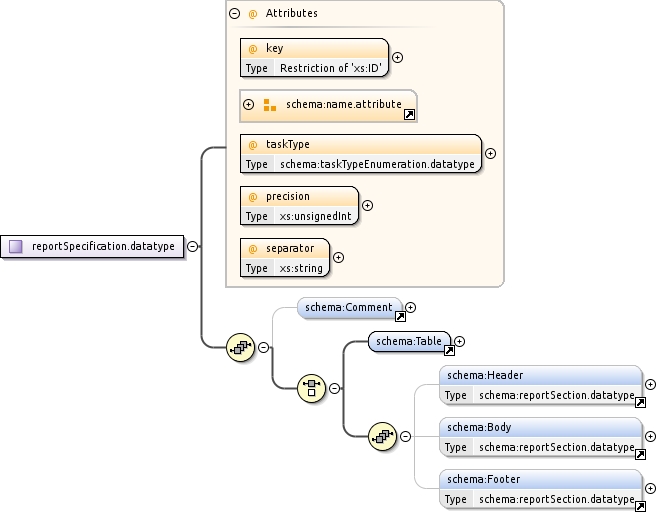 @ Attributes
@ key
Type Restriction of 'xs:ID'
schema:name.attribute
@ taskType
Type schema:taskTypeEnumeration.datatype
@ precision
Type xs:unsignedInt
@ separator
Type xs:string
reportSpecification.datatype
schema:Comment
schema:Table
schema:Header
Type schema:reportSection.datatype
schema:Body
Type schema:reportSection.datatype
schema:Footer
Type schema:reportSection.datatype